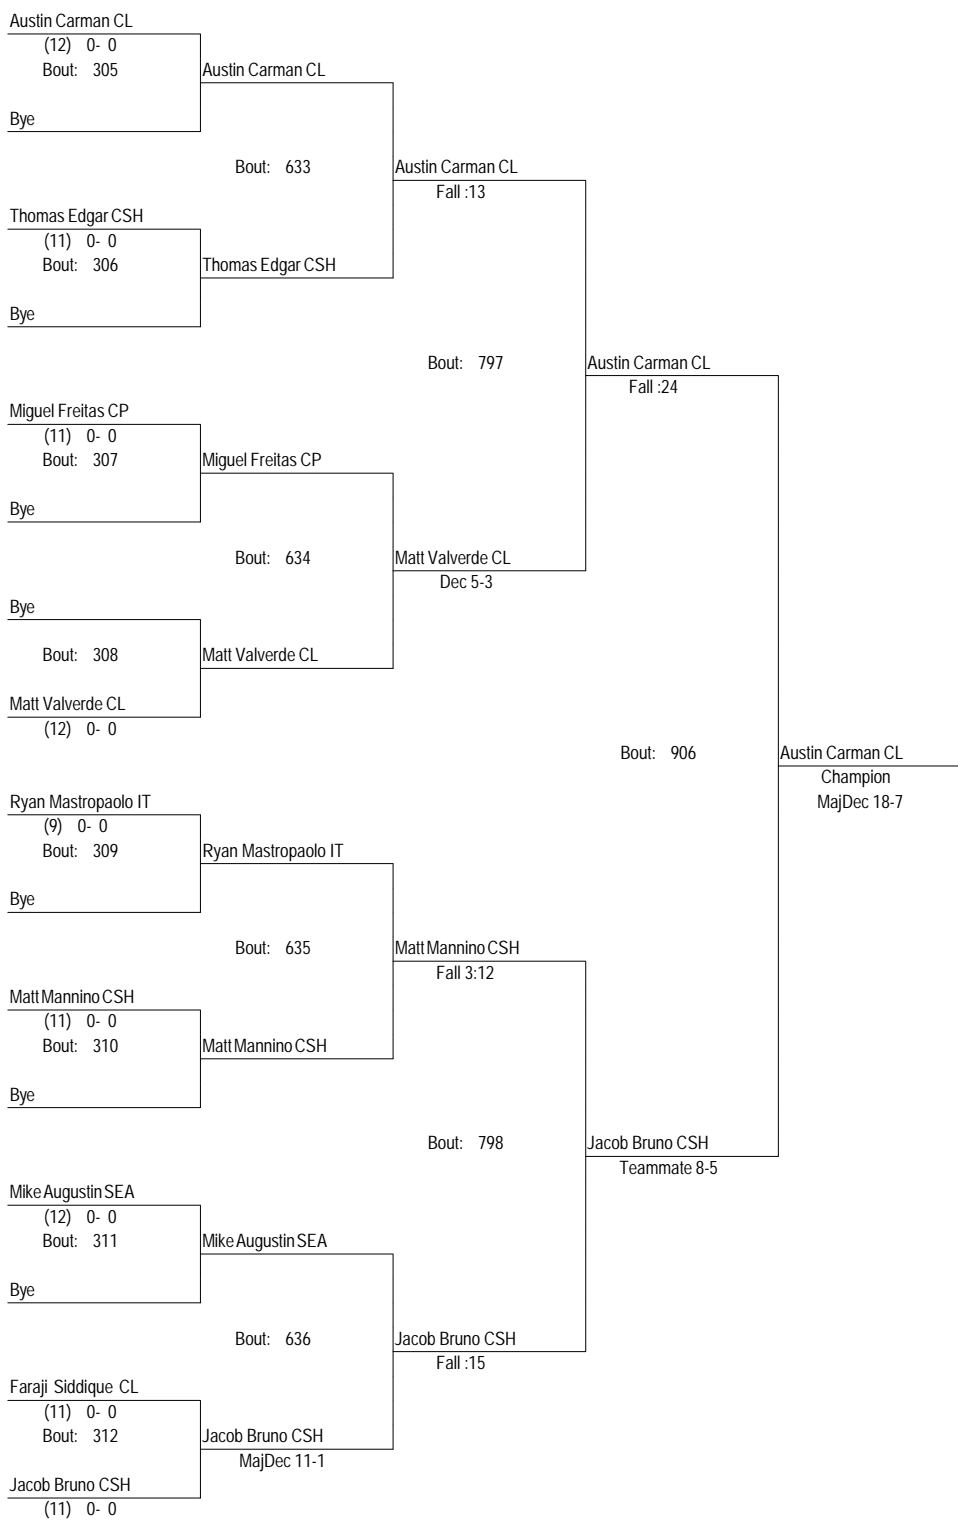 Austin Carman CL
(12) 0- 0
Bout: 305
Austin Carman CL
Bye
Bout: 633
Austin Carman CL
Fall :13
Thomas Edgar CSH
(11) 0- 0
Bout: 306
Thomas Edgar CSH
Bye
Bout: 797
Austin Carman CL
Fall :24
Miguel Freitas CP
(11) 0- 0
Bout: 307
Miguel Freitas CP
Bye
Bout: 634
Matt Valverde CL
Dec 5-3
Bye
Bout: 308
Matt Valverde CL
Matt Valverde CL
(12) 0- 0
Bout: 906
Austin Carman CL
Champion
MajDec 18-7
Ryan Mastropaolo IT
(9) 0- 0
Bout: 309
Ryan Mastropaolo IT
Bye
Bout: 635
Matt Mannino CSH
Fall 3:12
Matt Mannino CSH
(11) 0- 0
Bout: 310
Matt Mannino CSH
Bye
Bout: 798
Jacob Bruno CSH
Teammate 8-5
Mike Augustin SEA
(12) 0- 0
Bout: 311
Mike Augustin SEA
Bye
Bout: 636
Jacob Bruno CSH
Fall :15
Faraji Siddique CL
(11) 0- 0
Bout: 312
Jacob Bruno CSH
MajDec 11-1
Jacob Bruno CSH
(11) 0- 0